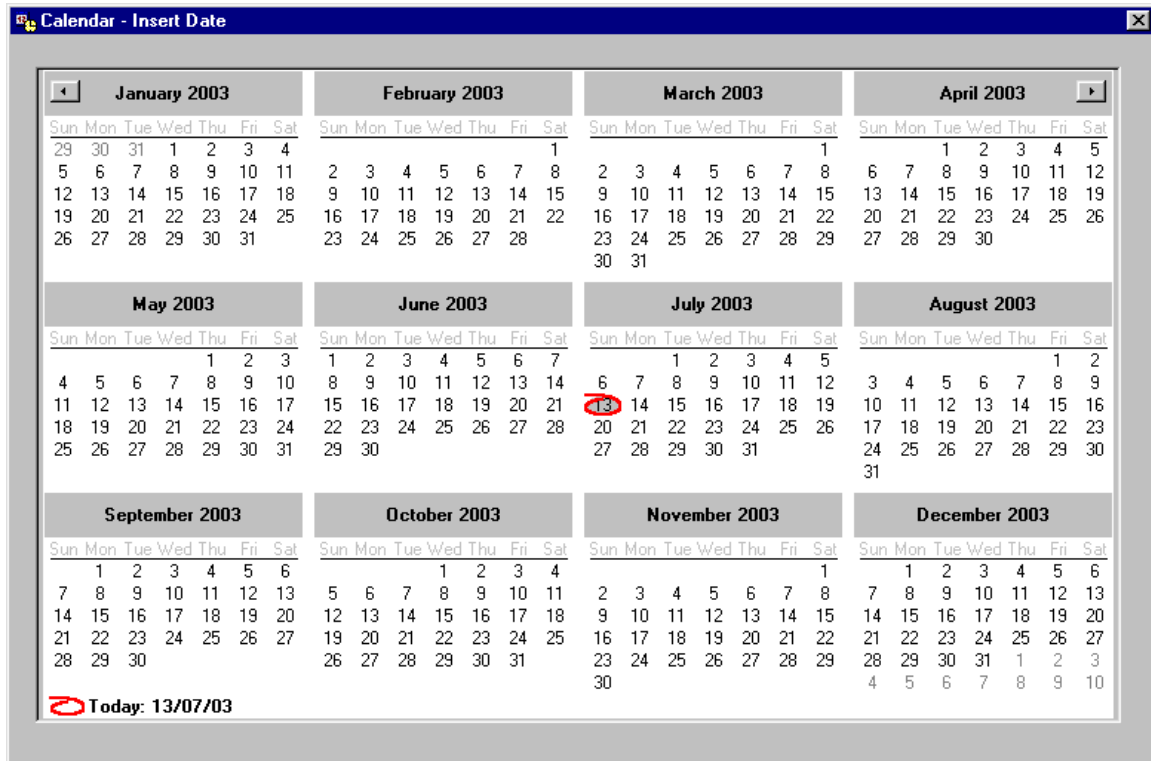 Calendar - Insert Date
January 2003 February 2003 March 2003 April 2003
Sun Mon Tue Wed Thu Fri Sat Sun Mon Tue Wed Thu Fri Sat Sun Mon Tue Wed Thu Fri Sat Sun Mon Tue Wed Thu Fri Sat
29 30 31 1 2 3 4 1 1 1 2 3 4 5
5 6 7 8 9 10 11 2 3 4 5 6 7 8 2 3 4 5 6 7 8 6 7 8 9 10 11 12
12 13 14 15 16 17 18 9 10 11 12 13 14 15 9 10 11 12 13 14 15 13 14 15 16 17 18 19
19 20 21 22 23 24 25 16 17 18 19 20 21 22 16 17 18 19 20 21 22 20 21 22 23 24 25 26
26 27 28 29 30 31 23 24 25 26 27 28 23 24 25 26 27 28 29 27 28 29 30
30 31
May 2003 June 2003 July 2003 August 2003
Sun Mon Tue Wed Thu Fri Sat Sun Mon Tue Wed Thu Fri Sat Sun Mon Tue Wed Thu Fri Sat Sun Mon Tue Wed Thu Fri Sat
1 2 3 1 2 3 4 5 6 7 1 2 3 4 5 1 2
4 5 6 7 8 9 10 8 9 10 11 12 13 14 6 7 8 9 10 11 12 3 4 5 6 7 8 9
11 12 13 14 15 16 17 15 16 17 18 19 20 21 13 14 15 16 17 18 19 10 11 12 13 14 15 16
18 19 20 21 22 23 24 22 23 24 25 26 27 28 20 21 22 23 24 25 26 17 18 19 20 21 22 23
25 26 27 28 29 30 31 29 30 27 28 29 30 31 24 25 26 27 28 29 30
31
September 2003 October 2003 November 2003 December 2003
Sun Mon Tue Wed Thu Fri Sat Sun Mon Tue Wed Thu Fri Sat Sun Mon Tue Wed Thu Fri Sat Sun Mon Tue Wed Thu Fri Sat
1 2 3 4 5 6 1 2 3 4 1 1 2 3 4 5 6
7 8 9 10 11 12 13 5 6 7 8 9 10 11 2 3 4 5 6 7 8 7 8 9 10 11 12 13
14 15 16 17 18 19 20 12 13 14 15 16 17 18 9 10 11 12 13 14 15 14 15 16 17 18 19 20
21 22 23 24 25 26 27 19 20 21 22 23 24 25 16 17 18 19 20 21 22 21 22 23 24 25 26 27
28 29 30 26 27 28 29 30 31 23 24 25 26 27 28 29 28 29 30 31 1 2 3
30 4 5 6 7 8 9 10
Today: 13/07/03